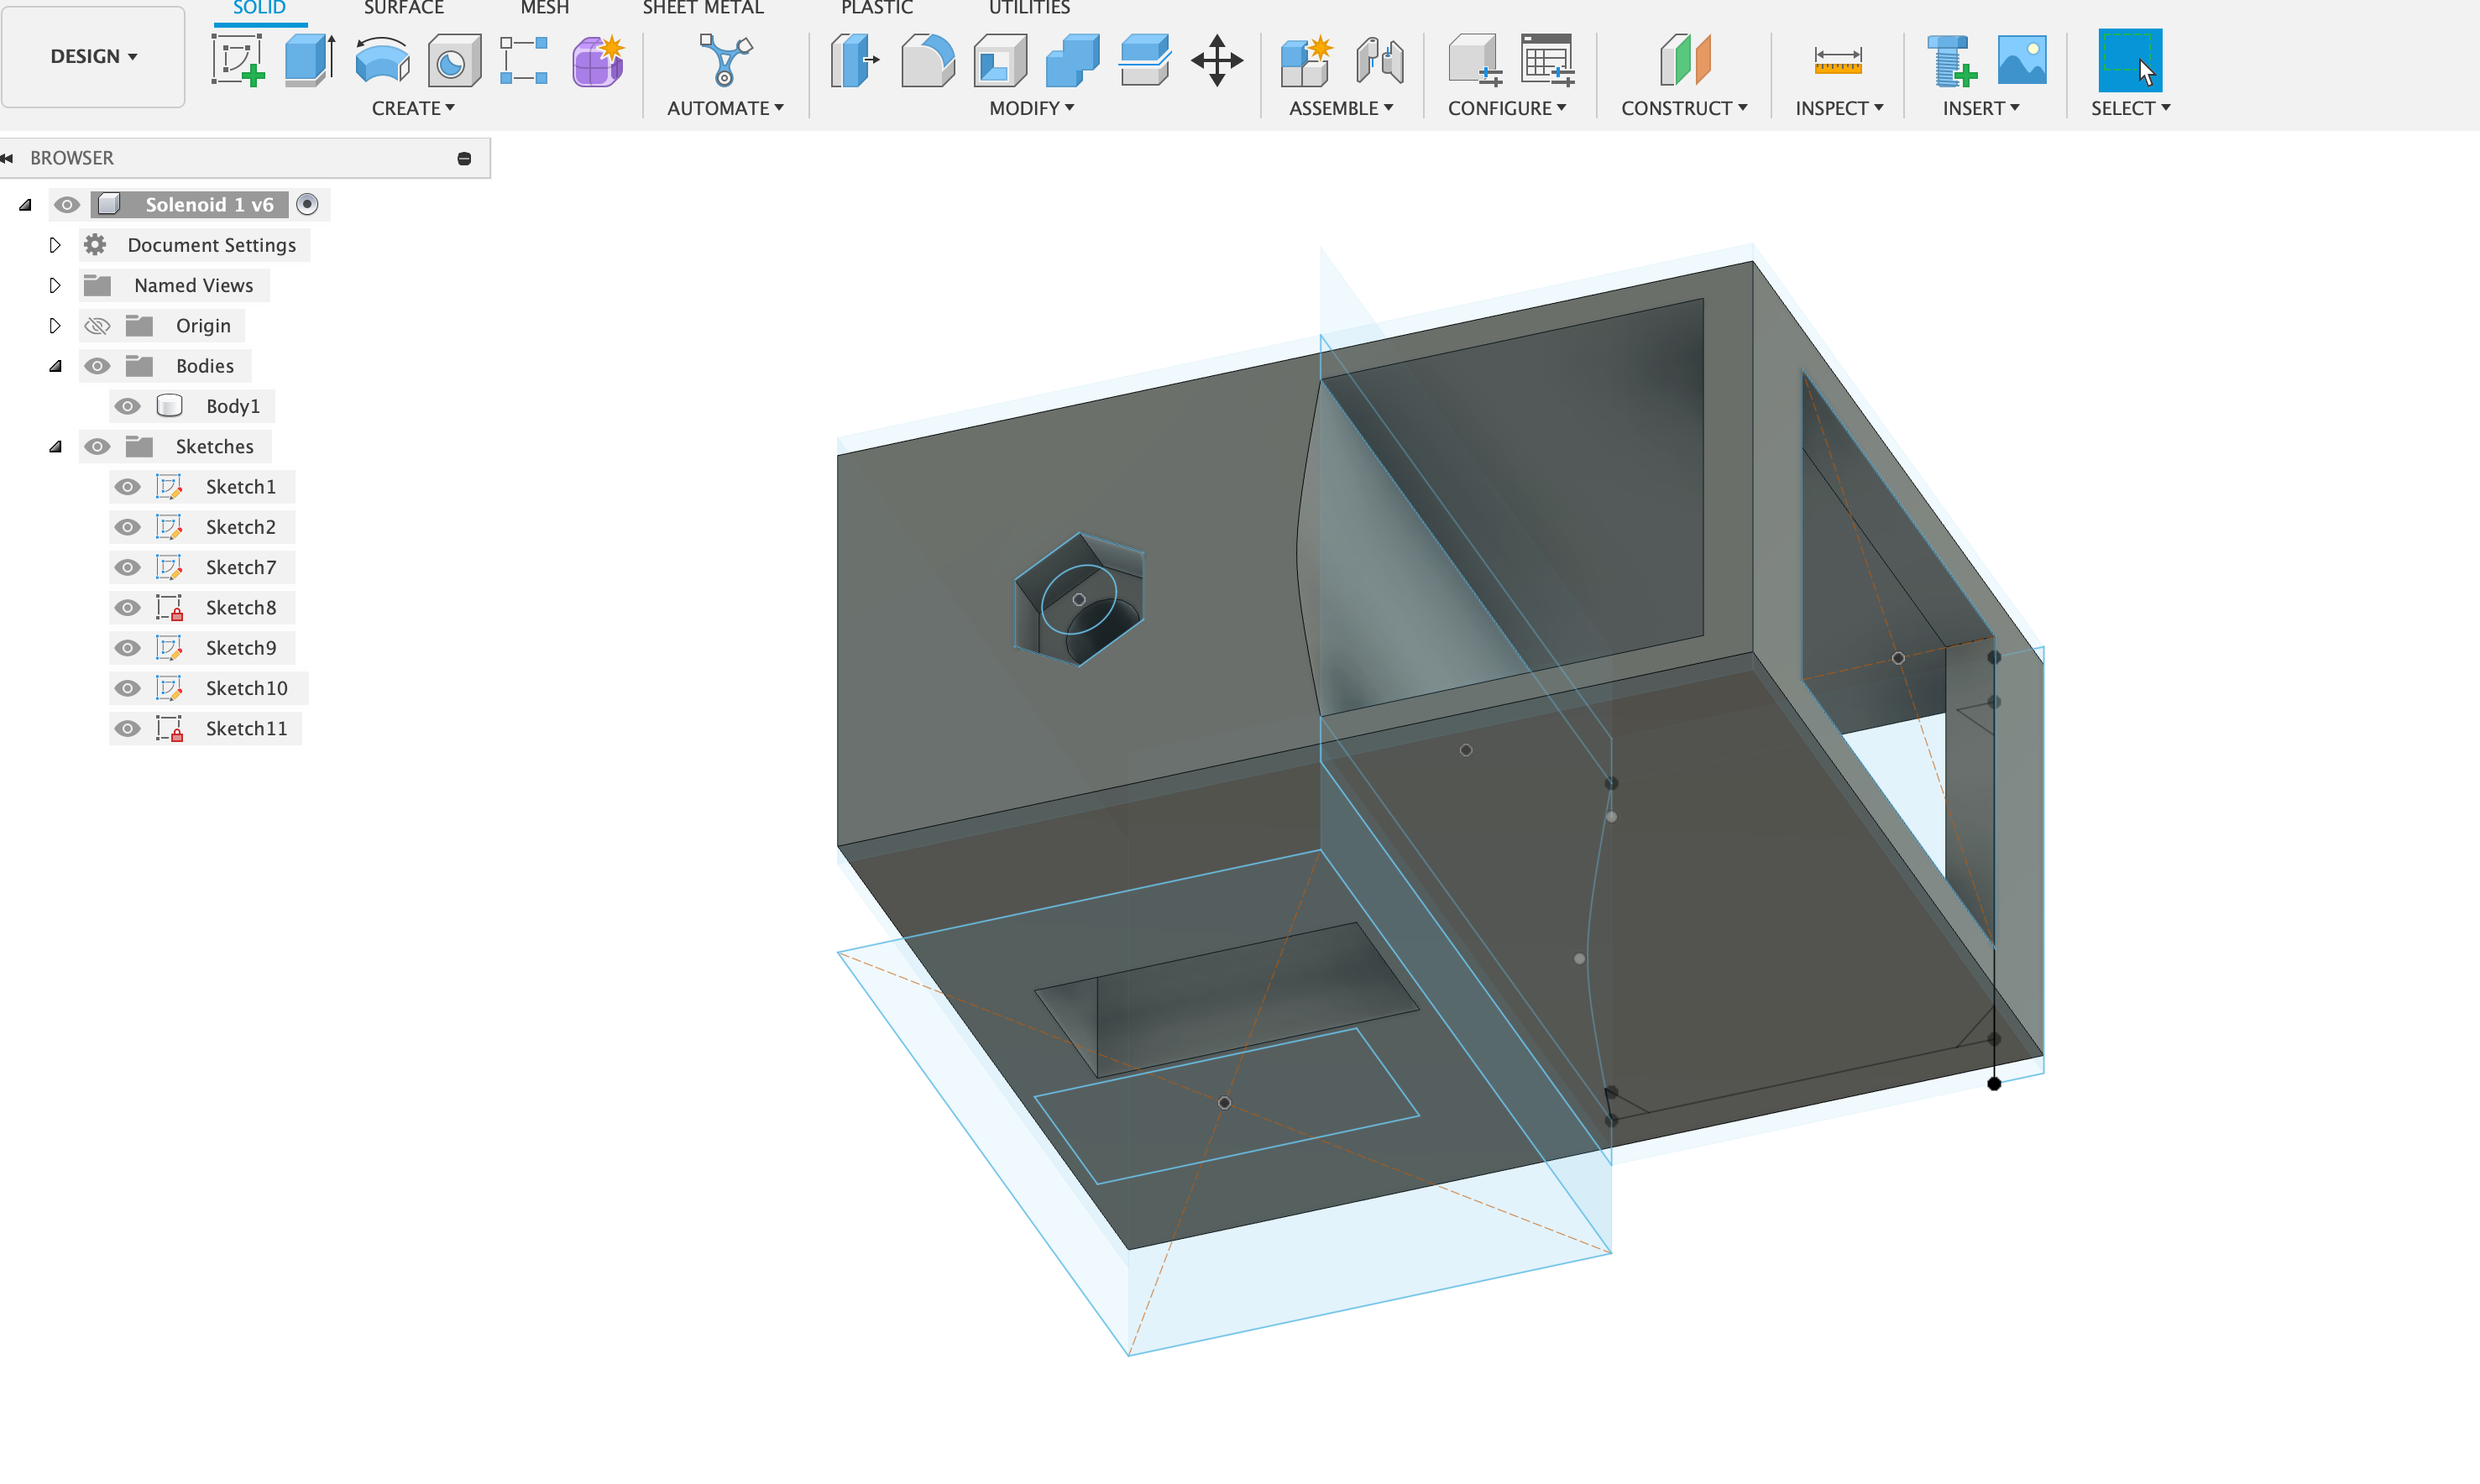 SOLID SURFACE MESH SHEET METAL PLASTIC UTILITIES
DESIGN
CREATE AUTOMATE MODIFY ASSEMBLE CONFIGURE CONSTRUCT INSPECT INSERT SELECT
BROWSER
Solenoid 1 v6
Document Settings
Named Views
Origin
Bodies
Body1
Sketches
Sketch1
Sketch2
Sketch7
Sketch8
Sketch9
Sketch10
Sketch11